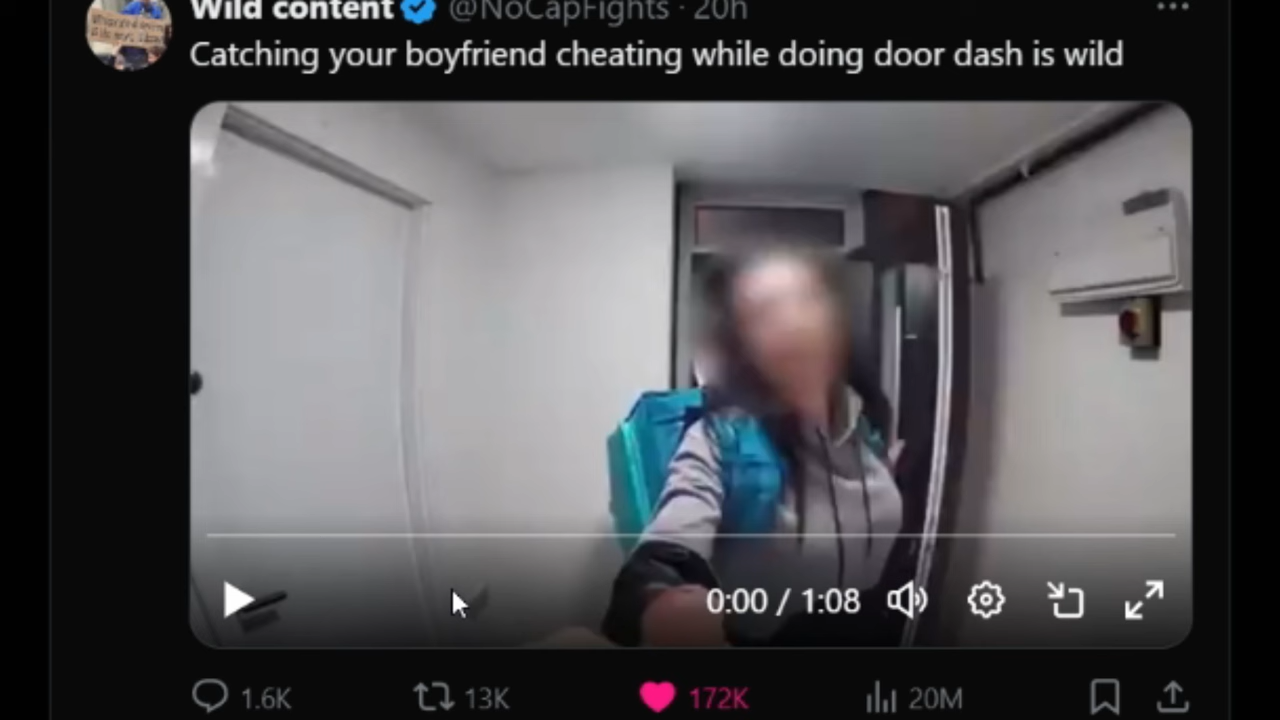 Wild content @NoCapFights · 20h
Catching your boyfriend cheating while doing door dash is wild
0:00 / 1:08
1.6K 13K 172K 20M